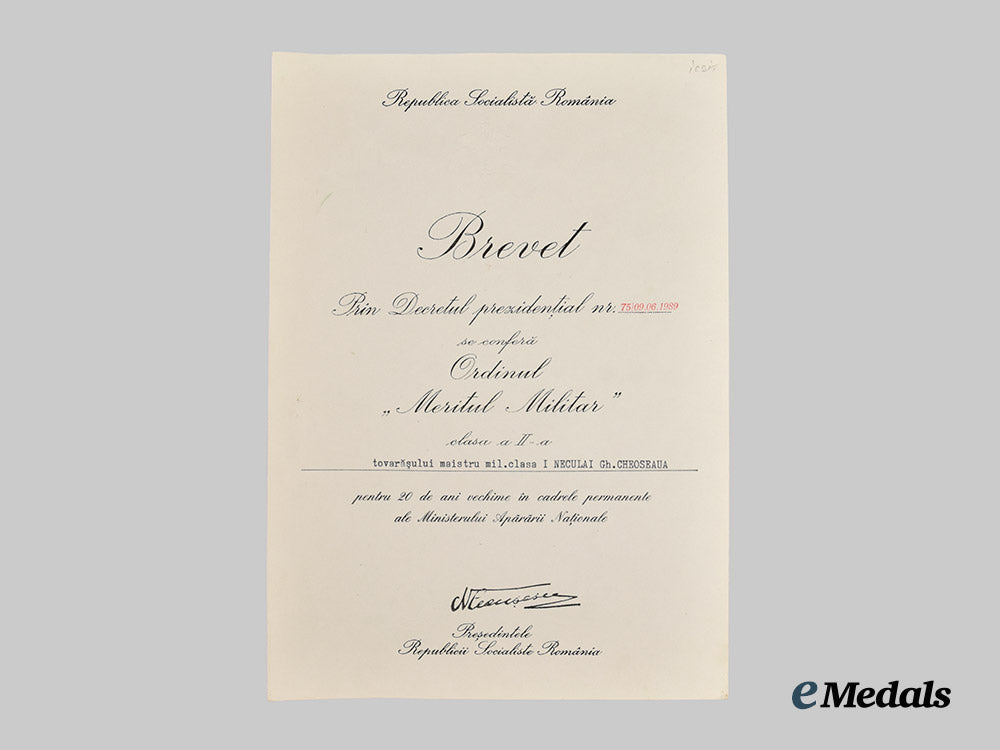 Republica Socialistă România
Brevet
Prin Decretul prezidențial nr. 75|09.06.1989
se conferă
Ordinul
„Meritul Militar”
clasa a II-a
tovarășului maistru mil.clasa I NECULAI Gh.CHEOSEAUA
pentru 20 de ani vechime în cadrele permanente
ale Ministerului Apărării Naționale
Președintele
Republicii Socialiste România
eMedals